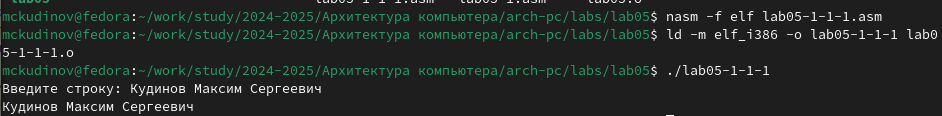 mckudinov@fedora:~/work/study/2024-2025/Архитектура компьютера/arch-pc/labs/lab05$ nasm -f elf lab05-1-1-1.asm
mckudinov@fedora:~/work/study/2024-2025/Архитектура компьютера/arch-pc/labs/lab05$ ld -m elf_i386 -o lab05-1-1-1 lab0
5-1-1-1.o
mckudinov@fedora:~/work/study/2024-2025/Архитектура компьютера/arch-pc/labs/lab05$ ./lab05-1-1-1
Введите строку: Кудинов Максим Сергеевич
Кудинов Максим Сергеевич